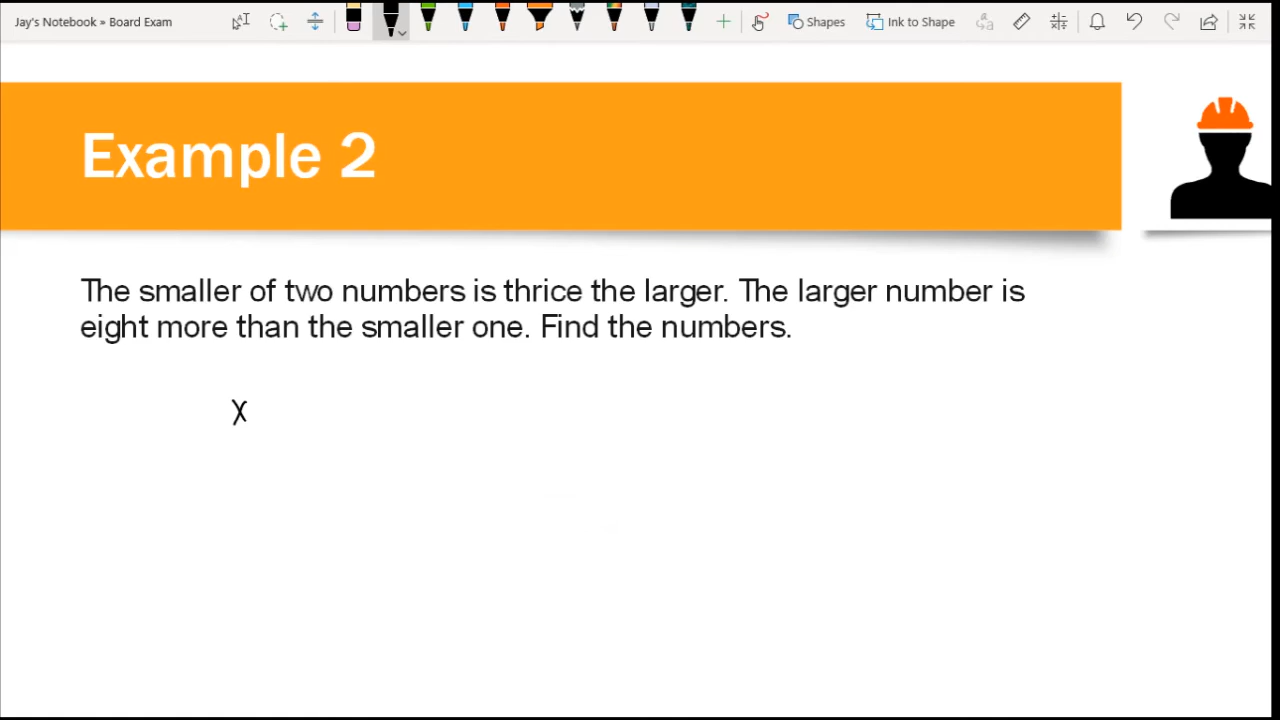 Jay's Notebook » Board Exam
Shapes
Ink to Shape
Example 2
The smaller of two numbers is thrice the larger. The larger number is
eight more than the smaller one. Find the numbers.
x